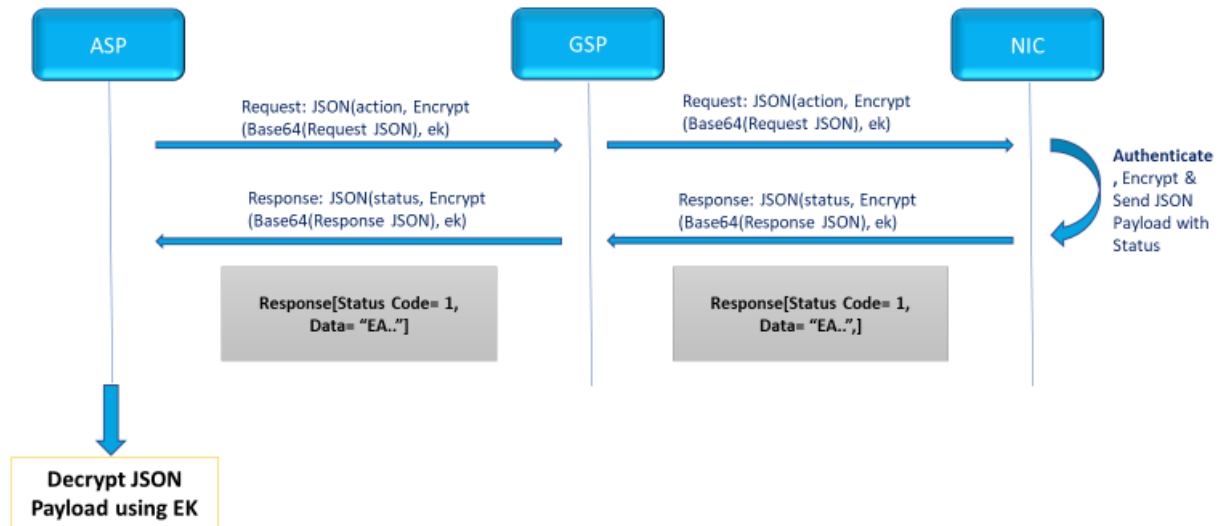 ASP
GSP
NIC
Request: JSON(action, Encrypt
(Base64(Request JSON), ek)
Request: JSON(action, Encrypt
(Base64(Request JSON), ek)
Authenticate
, Encrypt &
Send JSON
Payload with
Status
Response: JSON(status, Encrypt
(Base64(Response JSON), ek)
Response: JSON(status, Encrypt
(Base64(Response JSON), ek)
Response[Status Code= 1,
Data= “EA..”]
Response[Status Code= 1,
Data= “EA..”,]
Decrypt JSON
Payload using EK